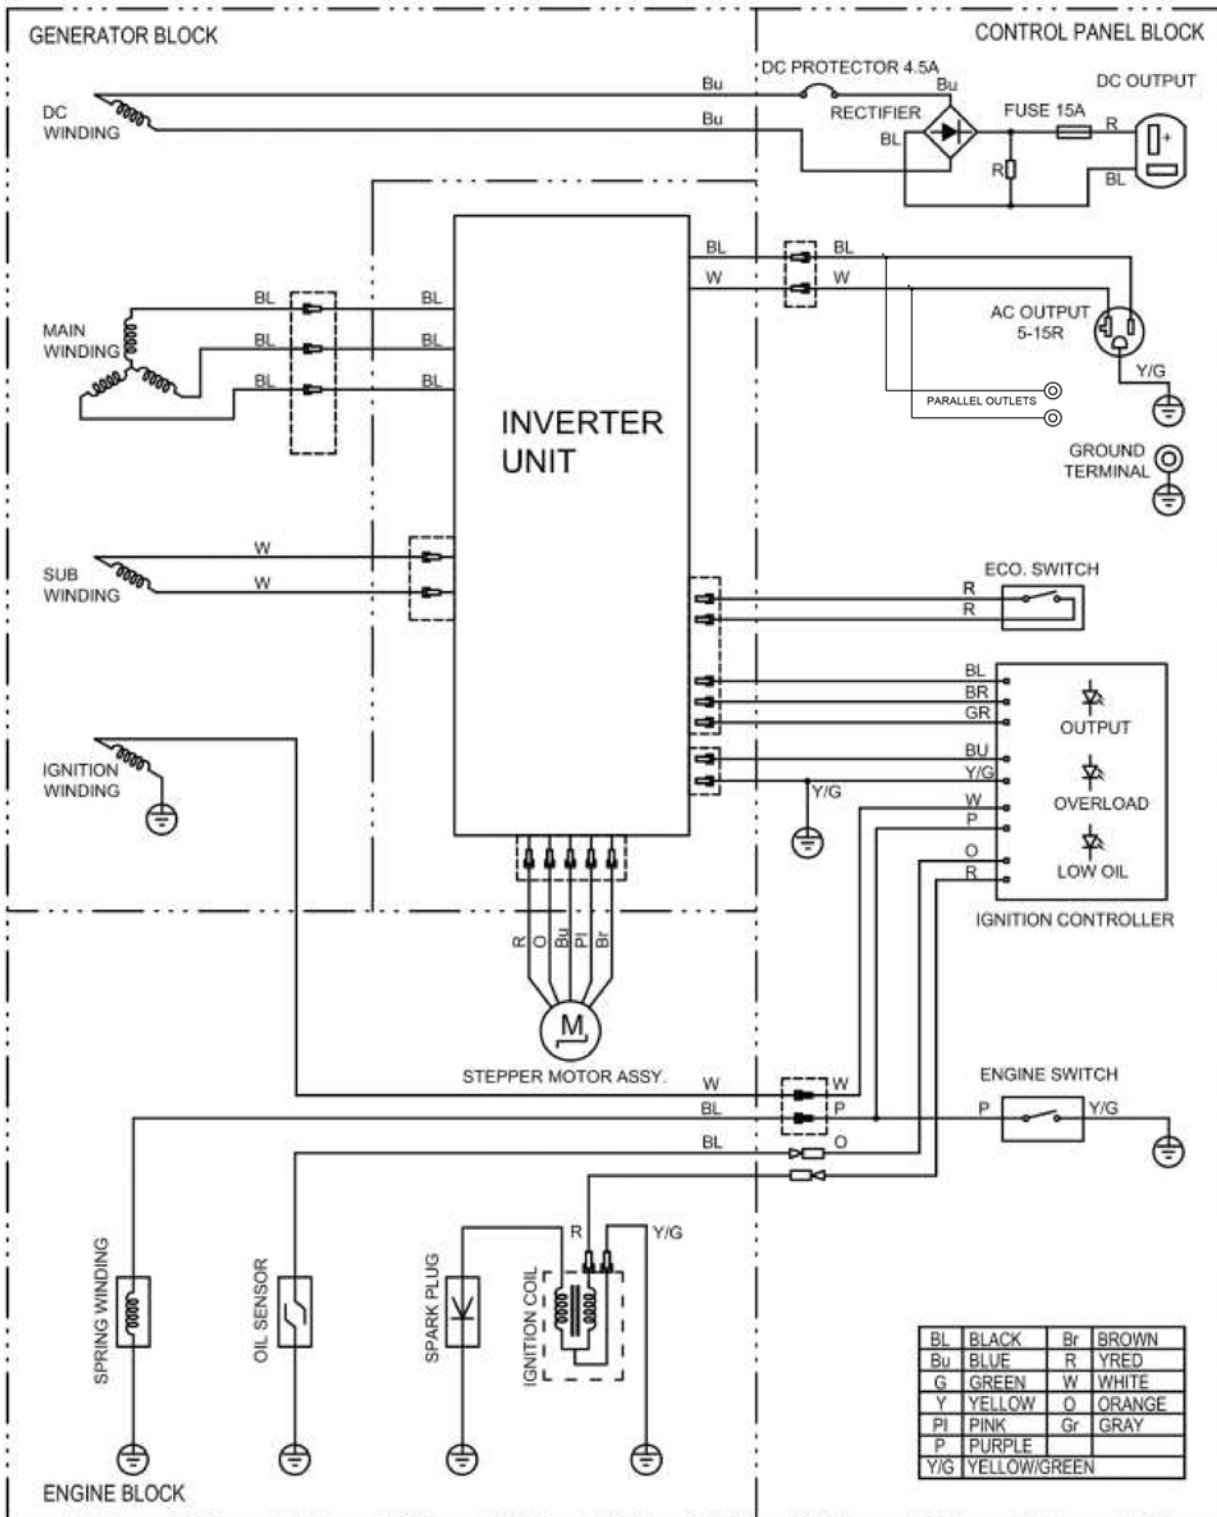 GENERATOR BLOCK
CONTROL PANEL BLOCK
DC PROTECTOR 4.5A
DC OUTPUT
Bu
Bu
RECTIFIER
FUSE 15A
DC
WINDING
Bu
BL
R
+
R
BL
BL
BL
W
W
BL
BL
MAIN
WINDING
BL
BL
BL
BL
AC OUTPUT
5-15R
Y/G
PARALLEL OUTLETS
INVERTER
UNIT
GROUND
TERMINAL
W
W
SUB
WINDING
ECO. SWITCH
R
R
BL
BR
GR
OUTPUT
IGNITION
WINDING
BU
Y/G
Y/G
OVERLOAD
W
P
O
R
LOW OIL
IGNITION CONTROLLER
R
O
Bu
PI
Br
M
STEPPER MOTOR ASSY.
W
W
ENGINE SWITCH
BL
P
P
Y/G
BL
O
R
Y/G
SPRING WINDING
OIL SENSOR
SPARK PLUG
IGNITION COIL
BL BLACK Br BROWN
Bu BLUE R YRED
G GREEN W WHITE
Y YELLOW O ORANGE
PI PINK Gr GRAY
P PURPLE
Y/G YELLOW/GREEN
ENGINE BLOCK